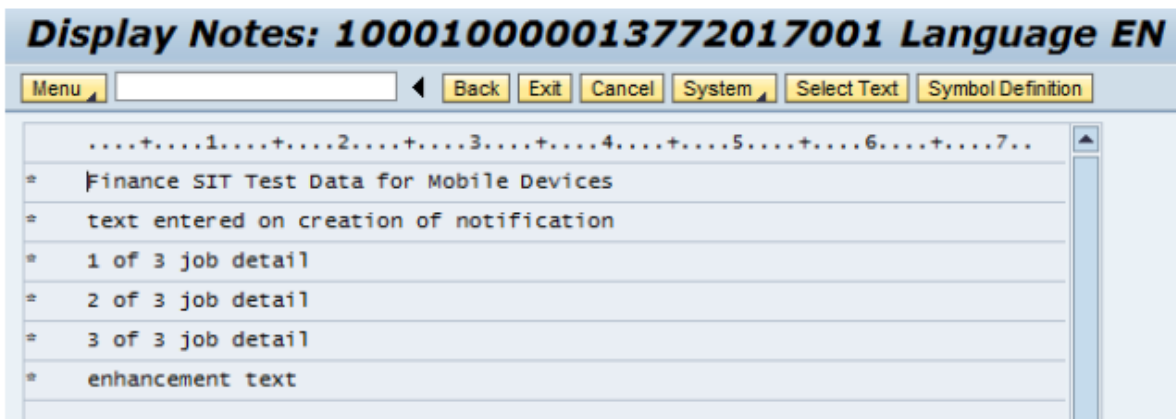 Display Notes: 100010000013772017001 Language EN
Menu Back Exit Cancel System Select Text Symbol Definition
....+....1....+....2....+....3....+....4....+....5....+....6....+....7..
* Finance SIT Test Data for Mobile Devices
* text entered on creation of notification
* 1 of 3 job detail
* 2 of 3 job detail
* 3 of 3 job detail
* enhancement text